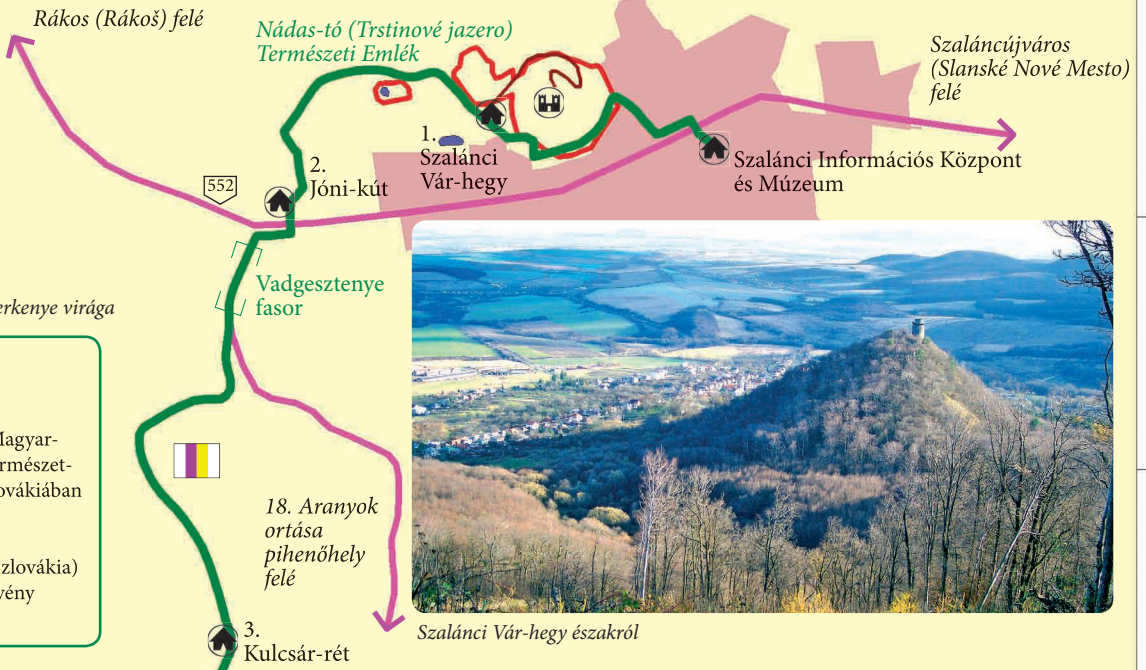 Rákos (Rákoš) felé
Nádas-tó (Trstinové jazero)
Természeti Emlék
Szaláncújváros
(Slanské Nové Mesto)
felé
1.
Szalánci
Vár-hegy
Szalánci Információs Központ
és Múzeum
2.
Jóni-kút
552
Vadgesztenye
fasor
erkenye virága
Magyar-
rmészet-
ovákiában
zlovákia)
vény
18. Aranyok
ortása
pihenőhely
felé
3.
Kulcsár-rét
Szalánci Vár-hegy északról